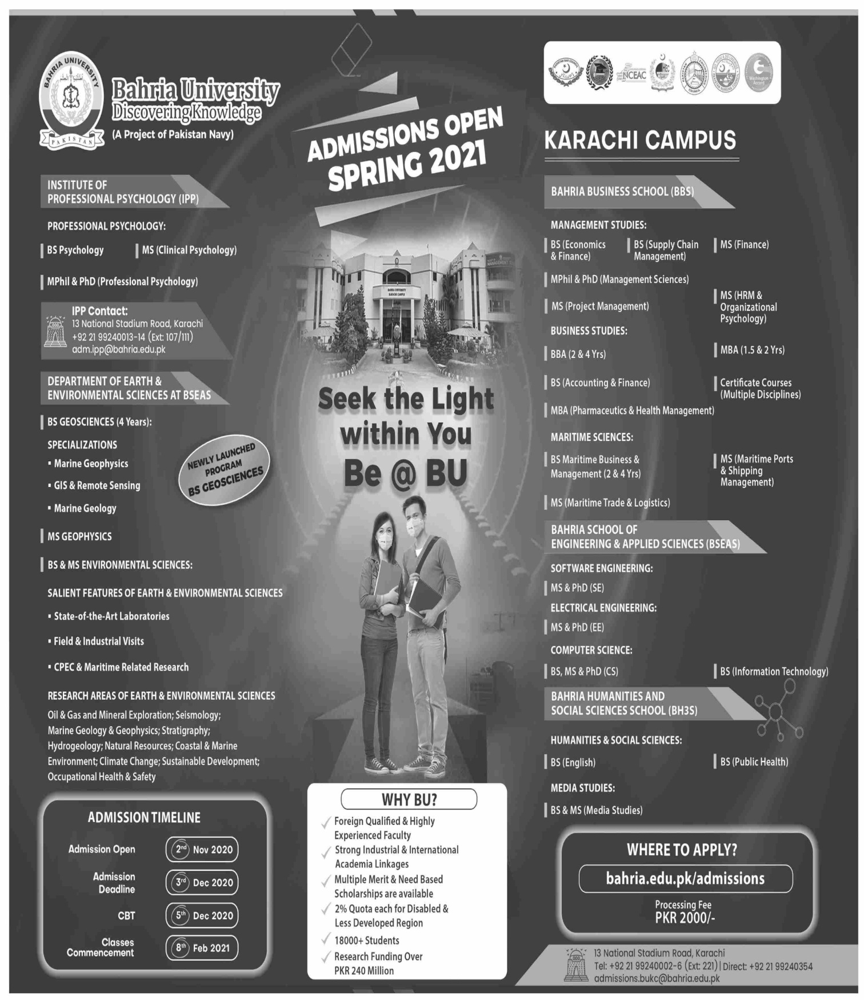 BAHRIA UNIVERSITY
PAKISTAN
Bahria University
Discovering Knowledge
(A Project of Pakistan Navy)
ADMISSIONS OPEN
SPRING 2021
NCEAC
HEC
Washington
Accord
KARACHI CAMPUS
INSTITUTE OF
PROFESSIONAL PSYCHOLOGY (IPP)
PROFESSIONAL PSYCHOLOGY:
BS Psychology
MS (Clinical Psychology)
MPhil & PhD (Professional Psychology)
IPP Contact:
13 National Stadium Road, Karachi
+92 21 99240013-14 (Ext: 107/111)
adm.ipp@bahria.edu.pk
DEPARTMENT OF EARTH &
ENVIRONMENTAL SCIENCES AT BSEAS
BS GEOSCIENCES (4 Years):
SPECIALIZATIONS
▪ Marine Geophysics
▪ GIS & Remote Sensing
▪ Marine Geology
NEWLY LAUNCHED
PROGRAM
BS GEOSCIENCES
MS GEOPHYSICS
BS & MS ENVIRONMENTAL SCIENCES:
SALIENT FEATURES OF EARTH & ENVIRONMENTAL SCIENCES
▪ State-of-the-Art Laboratories
▪ Field & Industrial Visits
▪ CPEC & Maritime Related Research
RESEARCH AREAS OF EARTH & ENVIRONMENTAL SCIENCES
Oil & Gas and Mineral Exploration; Seismology;
Marine Geology & Geophysics; Stratigraphy;
Hydrogeology; Natural Resources; Coastal & Marine
Environment; Climate Change; Sustainable Development;
Occupational Health & Safety
ADMISSION TIMELINE
Admission Open
2nd Nov 2020
Admission
Deadline
3rd Dec 2020
CBT
5th Dec 2020
Classes
Commencement
8th Feb 2021
BAHRIA UNIVERSITY
KARACHI CAMPUS
MANAGEMENT
Seek the Light
within You
Be @ BU
WHY BU?
Foreign Qualified & Highly
Experienced Faculty
Strong Industrial & International
Academia Linkages
Multiple Merit & Need Based
Scholarships are available
2% Quota each for Disabled &
Less Developed Region
18000+ Students
Research Funding Over
PKR 240 Million
BAHRIA BUSINESS SCHOOL (BBS)
MANAGEMENT STUDIES:
BS (Economics
& Finance)
BS (Supply Chain
Management)
MS (Finance)
MPhil & PhD (Management Sciences)
MS (Project Management)
MS (HRM &
Organizational
Psychology)
BUSINESS STUDIES:
BBA (2 & 4 Yrs)
MBA (1.5 & 2 Yrs)
BS (Accounting & Finance)
Certificate Courses
(Multiple Disciplines)
MBA (Pharmaceutics & Health Management)
MARITIME SCIENCES:
BS Maritime Business &
Management (2 & 4 Yrs)
MS (Maritime Ports
& Shipping
Management)
MS (Maritime Trade & Logistics)
BAHRIA SCHOOL OF
ENGINEERING & APPLIED SCIENCES (BSEAS)
SOFTWARE ENGINEERING:
MS & PhD (SE)
ELECTRICAL ENGINEERING:
MS & PhD (EE)
COMPUTER SCIENCE:
BS, MS & PhD (CS)
BS (Information Technology)
BAHRIA HUMANITIES AND
SOCIAL SCIENCES SCHOOL (BH3S)
HUMANITIES & SOCIAL SCIENCES:
BS (English)
BS (Public Health)
MEDIA STUDIES:
BS & MS (Media Studies)
WHERE TO APPLY?
bahria.edu.pk/admissions
Processing Fee
PKR 2000/-
13 National Stadium Road, Karachi
Tel: +92 21 99240002-6 (Ext: 221) | Direct: +92 21 99240354
admissions.bukc@bahria.edu.pk